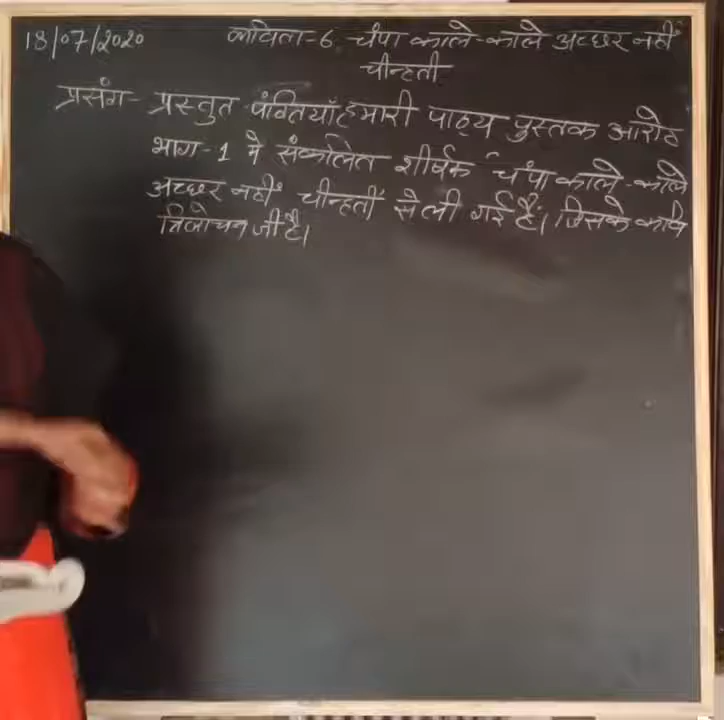 18/07/2020 कविता-6 चंपा काले-काले अच्छर नहीं
चीन्हती
प्रसंग- प्रस्तुत पंक्तियाँ हमारी पाठ्य पुस्तक आरोह
भाग-1 में संकलित शीर्षक चंपा काले-काले
अच्छर नहीं चीन्हतीं से ली गई हैं। जिसके कवि
त्रिलोचन जी है।